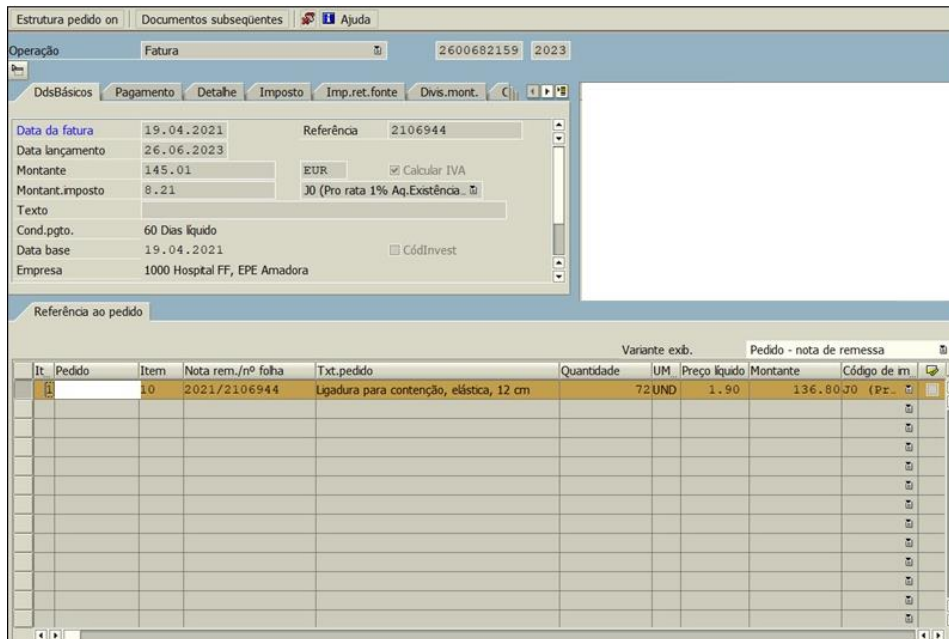 Estrutura pedido on Documentos subseqüentes Ajuda
Operação Fatura 2600682159 2023
DdsBásicos Pagamento Detalhe Imposto Imp.ret.fonte Divis.mont.
Data da fatura 19.04.2021 Referência 2106944
Data lançamento 26.06.2023
Montante 145.01 EUR Calcular IVA
Montant.imposto 8.21 J0 (Pro rata 1% Aq.Existência..
Texto
Cond.pgto. 60 Dias líquido
Data base 19.04.2021 CódInvest
Empresa 1000 Hospital FF, EPE Amadora
Referência ao pedido
Variante exib. Pedido - nota de remessa
It Pedido Item Nota rem./nº folha Txt.pedido Quantidade UM Preço líquido Montante Código de im
1 10 2021/2106944 Ligadura para contenção, elástica, 12 cm 72 UND 1.90 136.80 J0 (Pr..